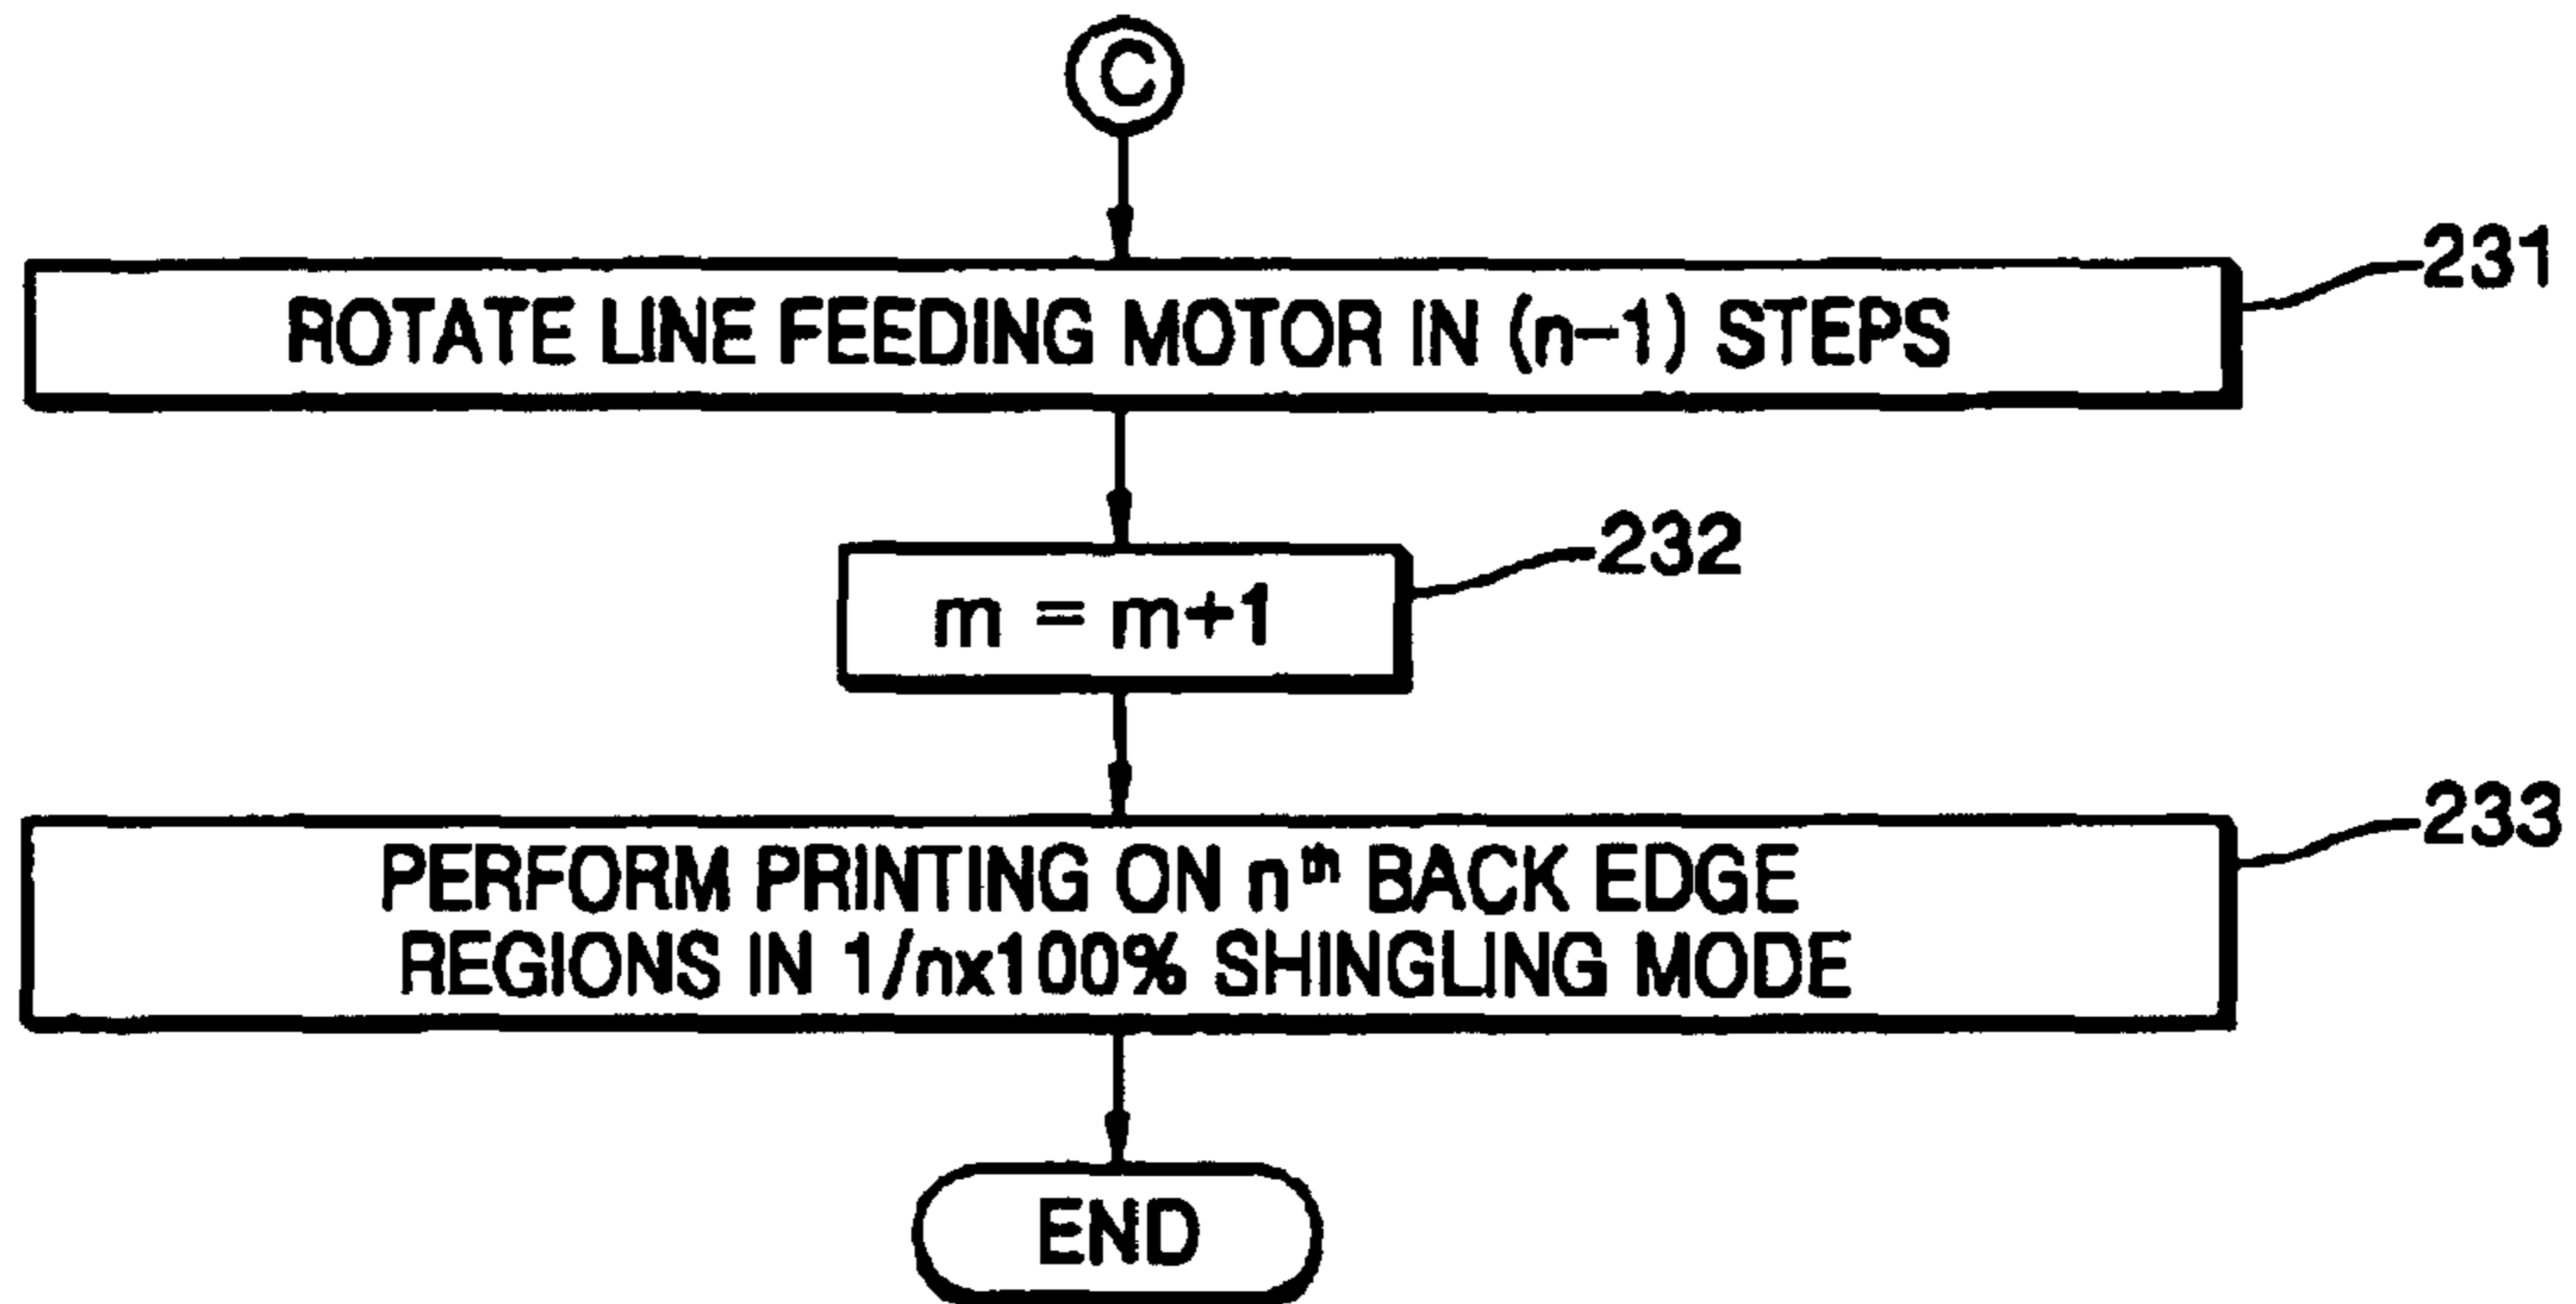 C
ROTATE LINE FEEDING MOTOR IN (n-1) STEPS
231
m = m+1
232
PERFORM PRINTING ON nth BACK EDGE
REGIONS IN 1/nx100% SHINGLING MODE
233
END